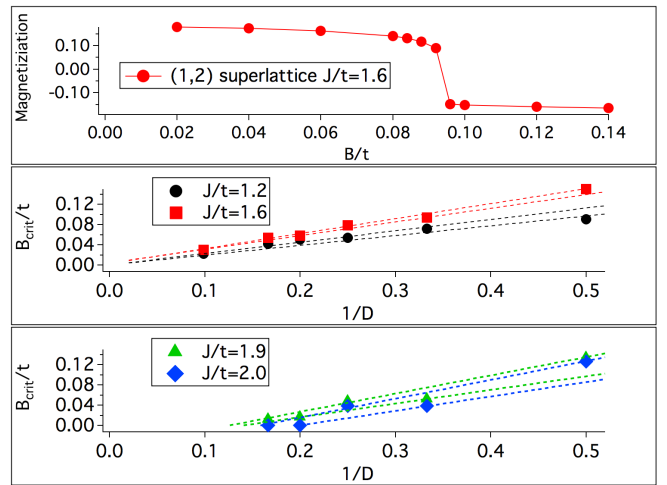 Magnetiziation
0.10
0.00
-0.10
(1,2) superlattice J/t=1.6
0.00 0.02 0.04 0.06 0.08 0.10 0.12 0.14
B/t
Bcrit/t
0.12
0.08
0.04
0.00
J/t=1.2
J/t=1.6
0.0 0.1 0.2 0.3 0.4 0.5
1/D
Bcrit/t
0.12
0.08
0.04
0.00
J/t=1.9
J/t=2.0
0.0 0.1 0.2 0.3 0.4 0.5
1/D